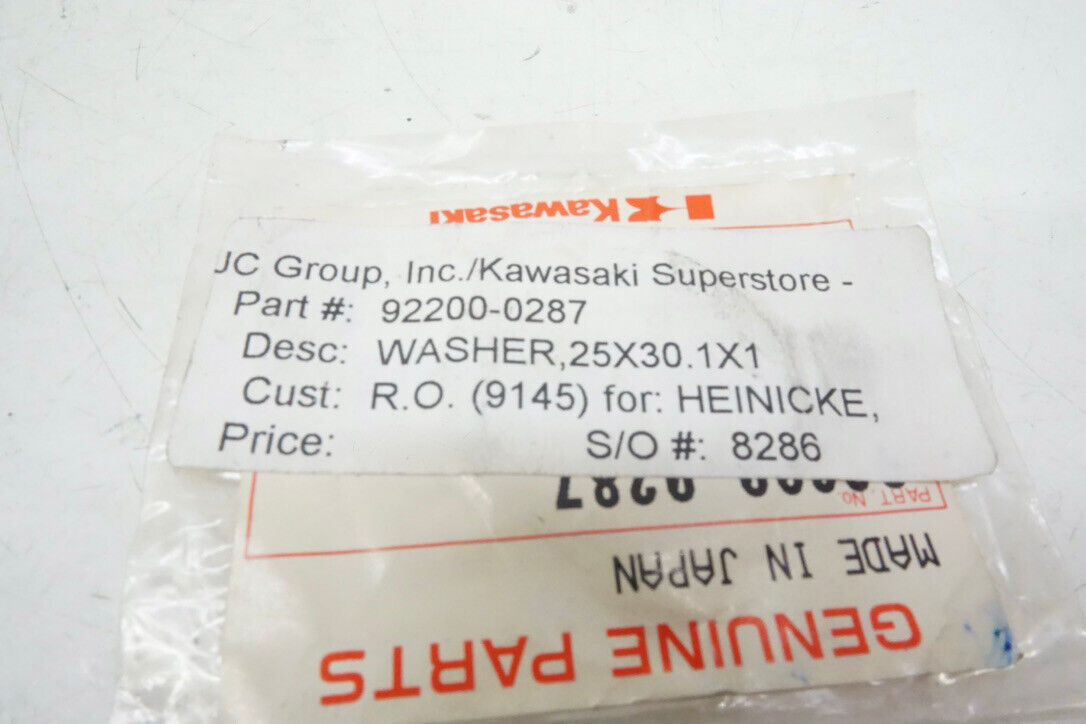 Kawasaki
JC Group, Inc./Kawasaki Superstore -
Part #: 92200-0287
Desc: WASHER,25X30.1X1
Cust: R.O. (9145) for: HEINICKE,
Price: S/O #: 8286
PART. No.
MADE IN JAPAN
GENUINE PARTS